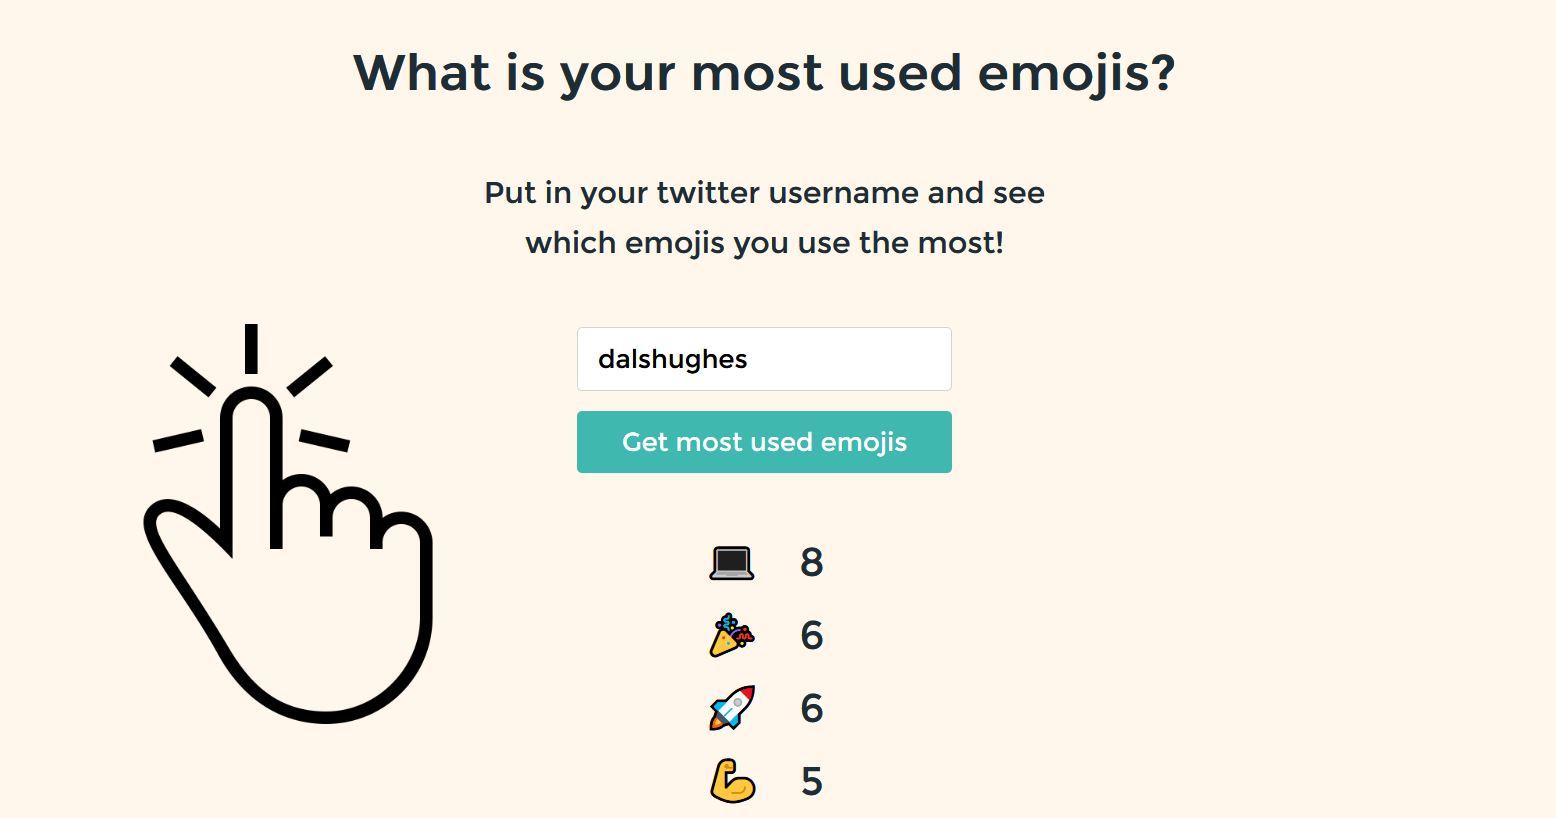 What is your most used emojis?
Put in your twitter username and see
which emojis you use the most!
dalshughes
Get most used emojis
💻 8
🎉 6
🚀 6
💪 5